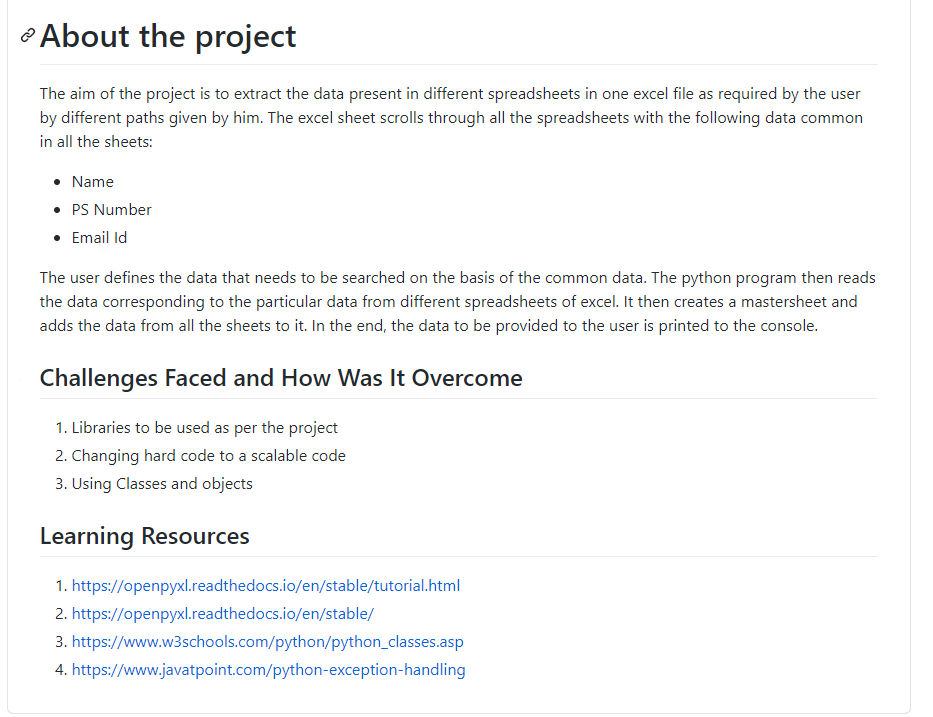 About the project
The aim of the project is to extract the data present in different spreadsheets in one excel file as required by the user
by different paths given by him. The excel sheet scrolls through all the spreadsheets with the following data common
in all the sheets:
• Name
• PS Number
• Email Id
The user defines the data that needs to be searched on the basis of the common data. The python program then reads
the data corresponding to the particular data from different spreadsheets of excel. It then creates a mastersheet and
adds the data from all the sheets to it. In the end, the data to be provided to the user is printed to the console.
Challenges Faced and How Was It Overcome
1. Libraries to be used as per the project
2. Changing hard code to a scalable code
3. Using Classes and objects
Learning Resources
1. https://openpyxl.readthedocs.io/en/stable/tutorial.html
2. https://openpyxl.readthedocs.io/en/stable/
3. https://www.w3schools.com/python/python_classes.asp
4. https://www.javatpoint.com/python-exception-handling